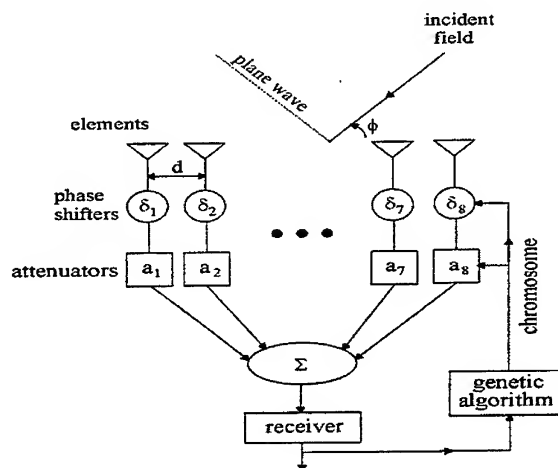 incident
field
plane wave
ϕ
elements
d
phase
shifters
δ1 δ2 δ7 δ8
attenuators
a1 a2 a7 a8
chromosome
Σ
genetic
algorithm
receiver